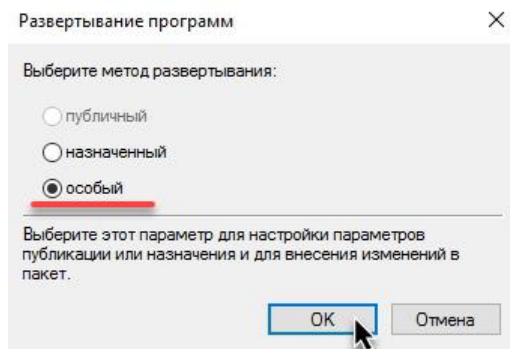 Развертывание программ
Выберите метод развертывания:
публичный
назначенный
особый
Выберите этот параметр для настройки параметров
публикации или назначения и для внесения изменений в
пакет.
OK
Отмена